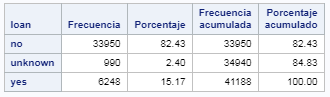 loan Frecuencia Porcentaje Frecuencia acumulada Porcentaje acumulado
no 33950 82.43 33950 82.43
unknown 990 2.40 34940 84.83
yes 6248 15.17 41188 100.00